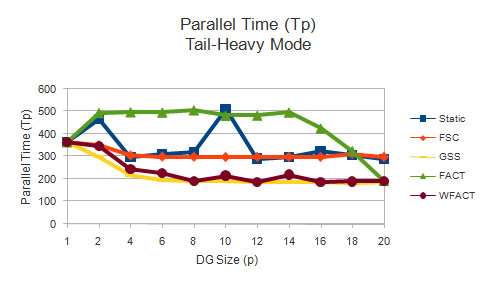 Parallel Time (Tp)
Tail-Heavy Mode
600
500
400
300
200
100
0
Parallel Time (Tp)
1 2 4 6 8 10 12 14 16 18 20
DG Size (p)
Static
FSC
GSS
FACT
WFACT